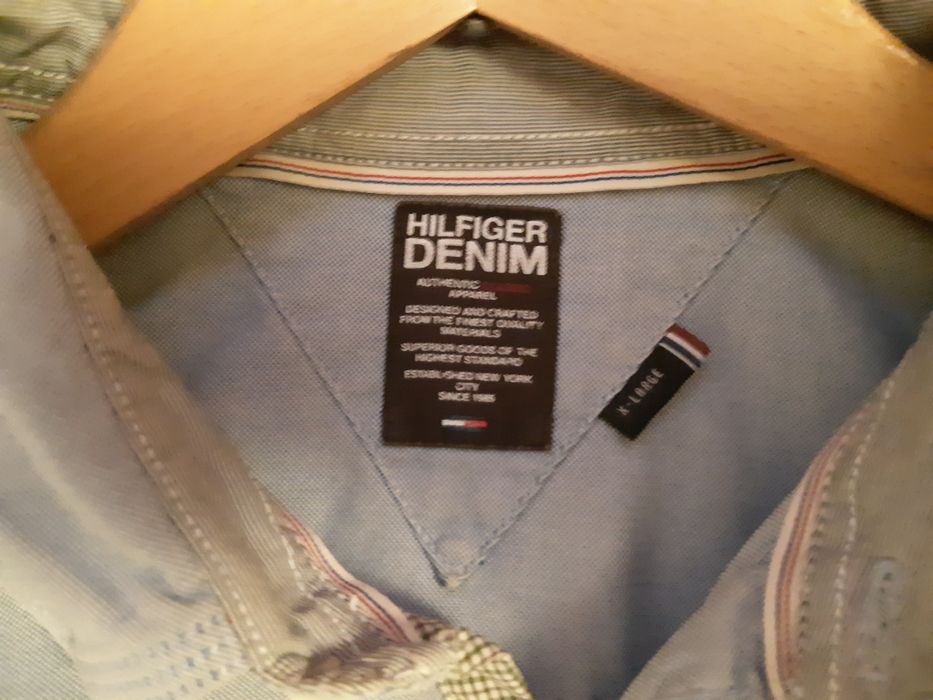 HILFIGER
DENIM
AUTHENTIC
APPAREL
DESIGNED AND CRAFTED
FROM THE FINEST QUALITY
MATERIALS
SUPERIOR GOODS OF THE
HIGHEST STANDARD
ESTABLISHED NEW YORK
CITY
SINCE 1985
X-LARGE